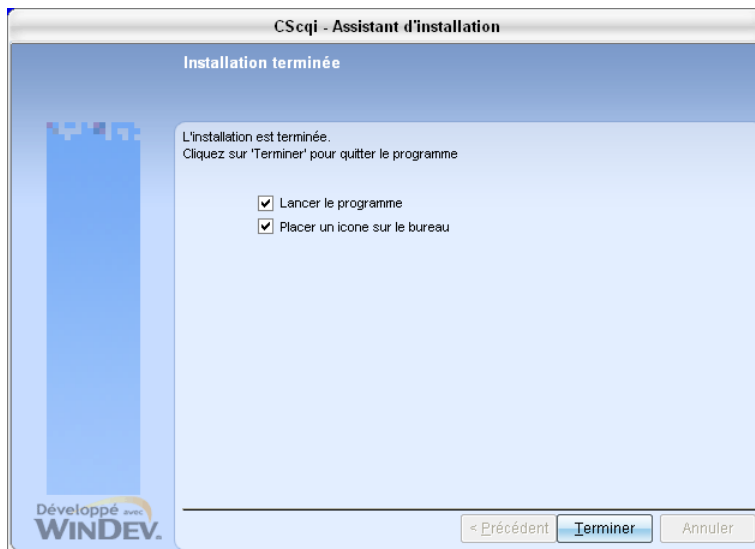 CScqi - Assistant d'installation
Installation terminée
L'installation est terminée.
Cliquez sur 'Terminer' pour quitter le programme
Lancer le programme
Placer un icone sur le bureau
Développé avec
WINDEV.
< Précédent
Terminer
Annuler